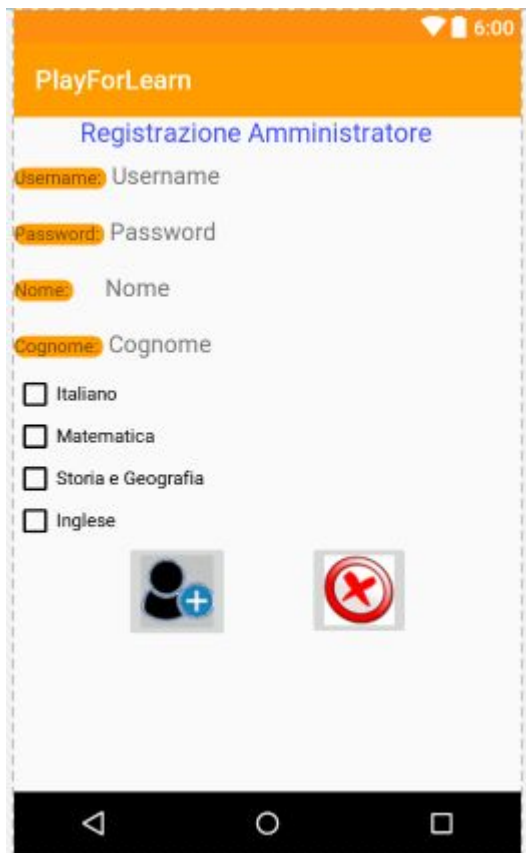 6:00
PlayForLearn
Registrazione Amministratore
Username: Username
Password: Password
Nome: Nome
Cognome: Cognome
Italiano
Matematica
Storia e Geografia
Inglese